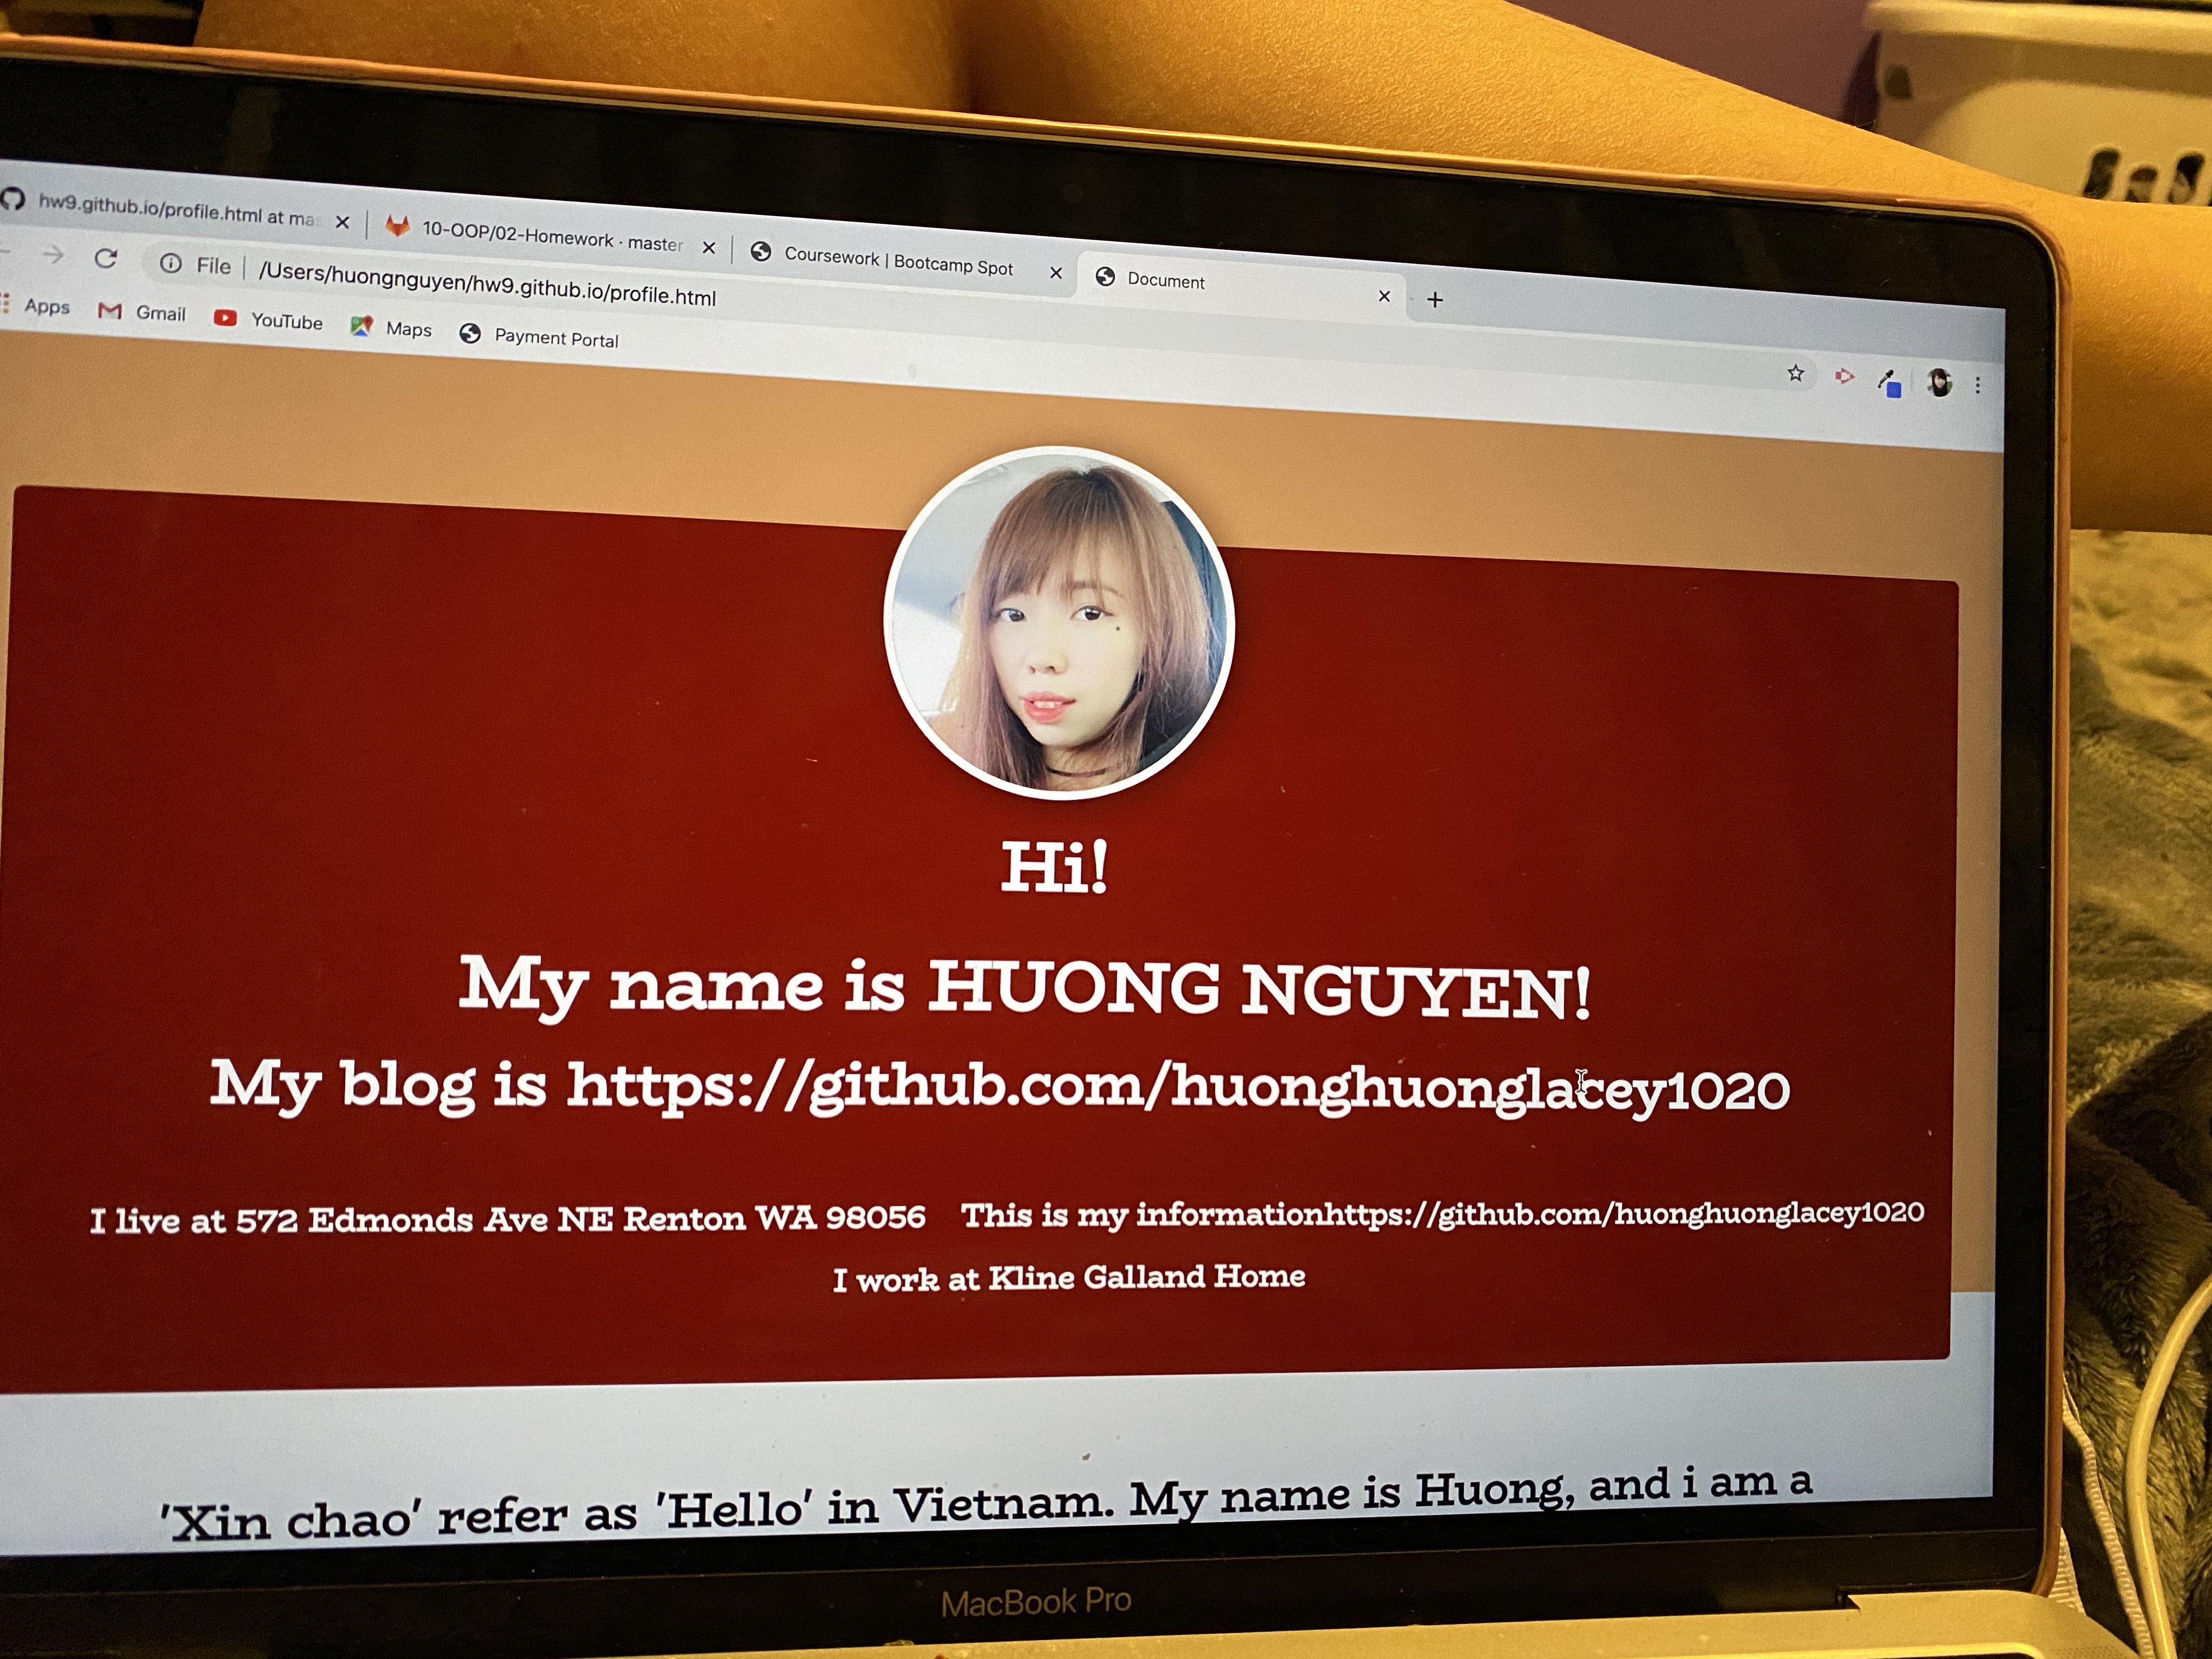 hw9.github.io/profile.html at mas
10-OOP/02-Homework · master
Coursework | Bootcamp Spot
Document
File
/Users/huongnguyen/hw9.github.io/profile.html
Apps
Gmail
YouTube
Maps
Payment Portal
Hi!
My name is HUONG NGUYEN!
My blog is https://github.com/huonghuonglacey1020
I live at 572 Edmonds Ave NE Renton WA 98056 This is my informationhttps://github.com/huonghuonglacey1020
I work at Kline Galland Home
'Xin chao' refer as 'Hello' in Vietnam. My name is Huong, and i am a
MacBook Pro